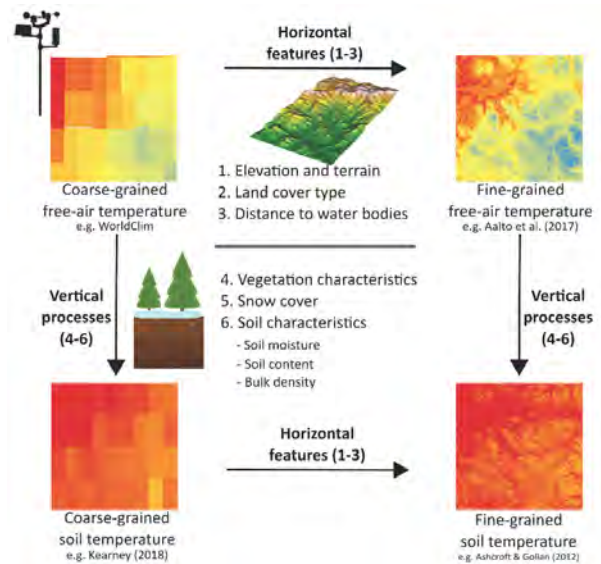 Horizontal
features (1-3)
1. Elevation and terrain
2. Land cover type
3. Distance to water bodies
Coarse-grained
free-air temperature
e.g. WorldClim
Fine-grained
free-air temperature
e.g. Aalto et al. (2017)
Vertical
processes
(4-6)
4. Vegetation characteristics
5. Snow cover
6. Soil characteristics
- Soil moisture
- Soil content
- Bulk density
Vertical
processes
(4-6)
Horizontal
features (1-3)
Coarse-grained
soil temperature
e.g. Kearney (2018)
Fine-grained
soil temperature
e.g. Ashcroft & Gollan (2012)